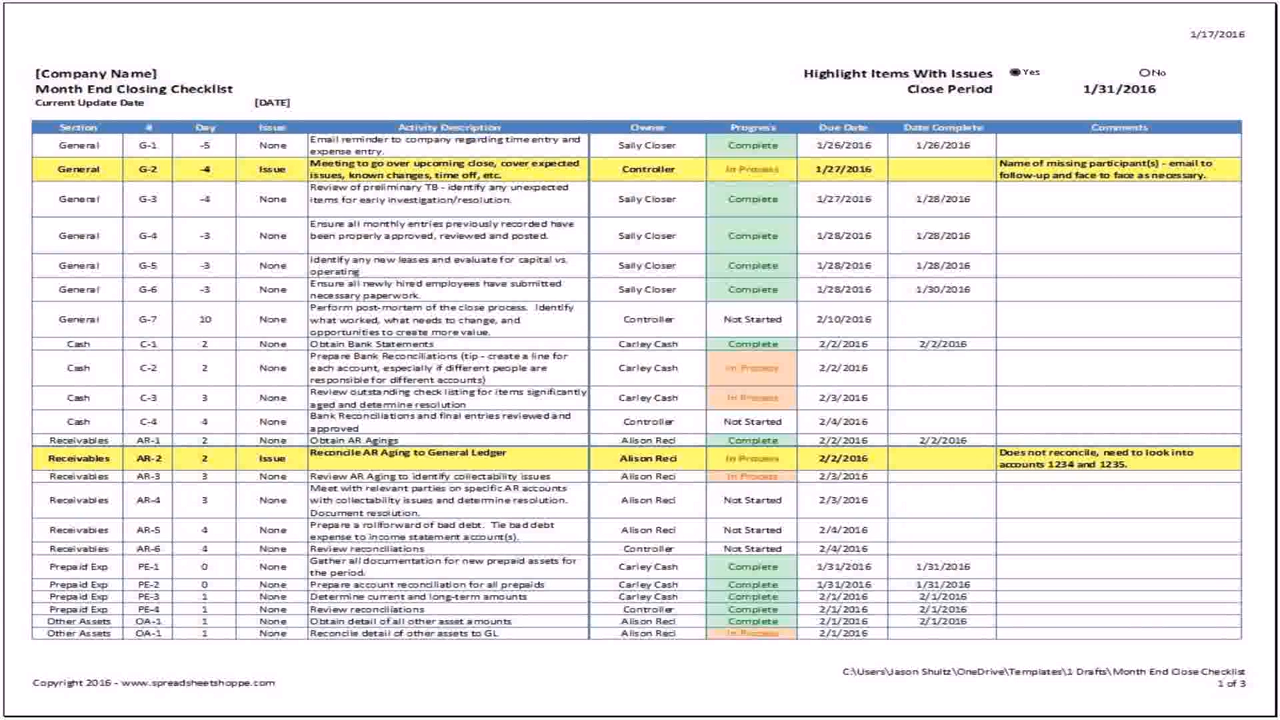 1/17/2016
[Company Name] Highlight Items With Issues Yes No
Month End Closing Checklist Close Period 1/31/2016
Current Update Date [DATE]
Section # Day Issue Activity Description Owner Progress Due Date Date Complete Comments
General G-1 -5 None Email reminder to company regarding time entry and Sally Closer Complete 1/26/2016 1/26/2016
expense entry.
General G-2 -4 Issue Meeting to go over upcoming close, cover expected Controller In Process 1/27/2016 Name of missing participant(s) - email to
issues, known changes, time off, etc. follow-up and face to face as necessary.
General G-3 -4 None Review of preliminary TB - identify any unexpected Sally Closer Complete 1/27/2016 1/28/2016
items for early investigation/resolution.
General G-4 -3 None Ensure all monthly entries previously recorded have Sally Closer Complete 1/28/2016 1/28/2016
been properly approved, reviewed and posted.
General G-5 -3 None Identify any new leases and evaluate for capital vs. Sally Closer Complete 1/28/2016 1/28/2016
operating
General G-6 -3 None Ensure all newly hired employees have submitted Sally Closer Complete 1/28/2016 1/30/2016
necessary paperwork.
General G-7 10 None Perform post-mortem of the close process. Identify Controller Not Started 2/10/2016
what worked, what needs to change, and
opportunities to create more value.
Cash C-1 2 None Obtain Bank Statements Carley Cash Complete 2/2/2016 2/2/2016
Cash C-2 2 None Prepare Bank Reconciliations (tip - create a line for Carley Cash In Process 2/2/2016
each account, especially if different people are
responsible for different accounts)
Cash C-3 3 None Review outstanding check listing for items significantly Carley Cash In Process 2/3/2016
aged and determine resolution
Cash C-4 4 None Bank Reconciliations and final entries reviewed and Controller Not Started 2/4/2016
approved
Receivables AR-1 2 None Obtain AR Agings Alison Reci Complete 2/2/2016 2/2/2016
Receivables AR-2 2 Issue Reconcile AR Aging to General Ledger Alison Reci In Process 2/2/2016 Does not reconcile, need to look into
accounts 1234 and 1235.
Receivables AR-3 3 None Review AR Aging to identify collectability issues Alison Reci In Process 2/3/2016
Receivables AR-4 3 None Meet with relevant parties on specific AR accounts Alison Reci Not Started 2/3/2016
with collectability issues and determine resolution.
Document resolution.
Receivables AR-5 4 None Prepare a rollforward of bad debt. Tie bad debt Alison Reci Not Started 2/4/2016
expense to income statement account(s).
Receivables AR-6 4 None Review reconciliations Controller Not Started 2/4/2016
Prepaid Exp PE-1 0 None Gather all documentation for new prepaid assets for Carley Cash Complete 1/31/2016 1/31/2016
the period.
Prepaid Exp PE-2 0 None Prepare account reconciliation for all prepaids Carley Cash Complete 1/31/2016 1/31/2016
Prepaid Exp PE-3 1 None Determine current and long-term amounts Carley Cash Complete 2/1/2016 2/1/2016
Prepaid Exp PE-4 1 None Review reconciliations Controller Complete 2/1/2016 2/1/2016
Other Assets OA-1 1 None Obtain detail of all other asset amounts Alison Reci Complete 2/1/2016 2/1/2016
Other Assets OA-1 1 None Reconcile detail of other assets to GL Alison Reci In Process 2/1/2016
C:\Users\Jason Shultz\OneDrive\Templates\1 Drafts\Month End Close Checklist
Copyright 2016 - www.spreadsheetshoppe.com 1 of 3